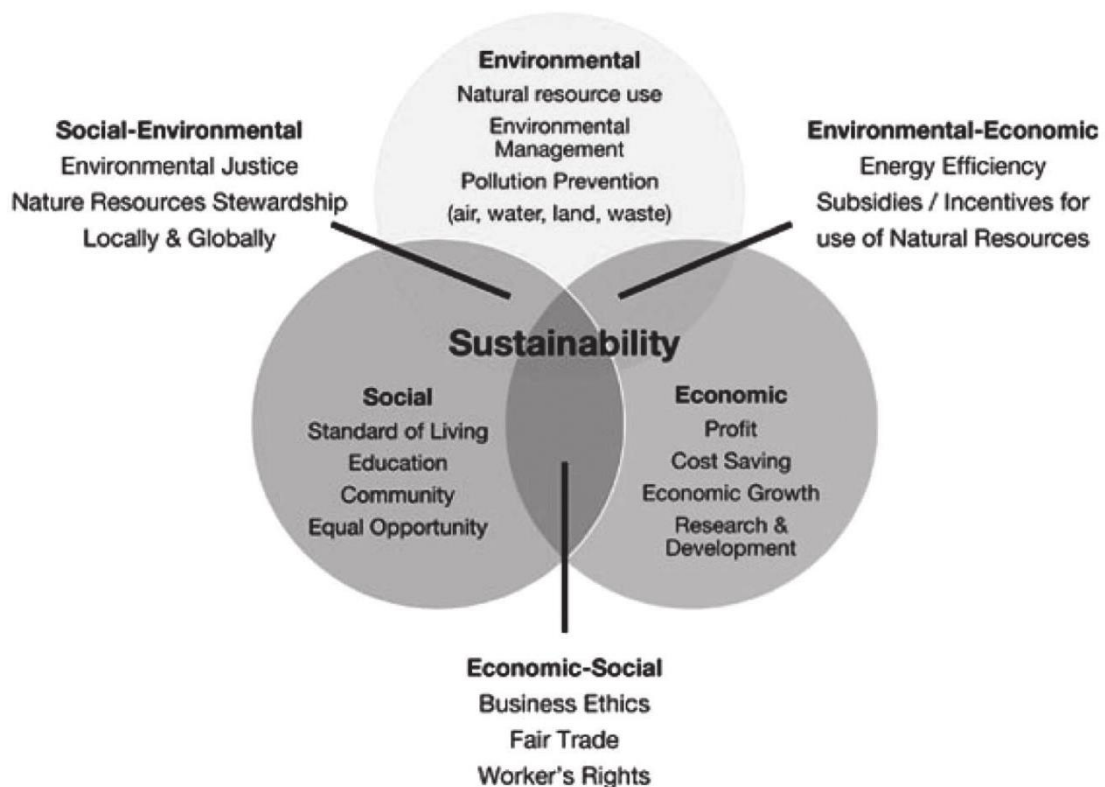 Environmental
Natural resource use
Environmental
Management
Pollution Prevention
(air, water, land, waste)
Social-Environmental
Environmental Justice
Nature Resources Stewardship
Locally & Globally
Environmental-Economic
Energy Efficiency
Subsidies / Incentives for
use of Natural Resources
Sustainability
Social
Standard of Living
Education
Community
Equal Opportunity
Economic
Profit
Cost Saving
Economic Growth
Research &
Development
Economic-Social
Business Ethics
Fair Trade
Worker's Rights